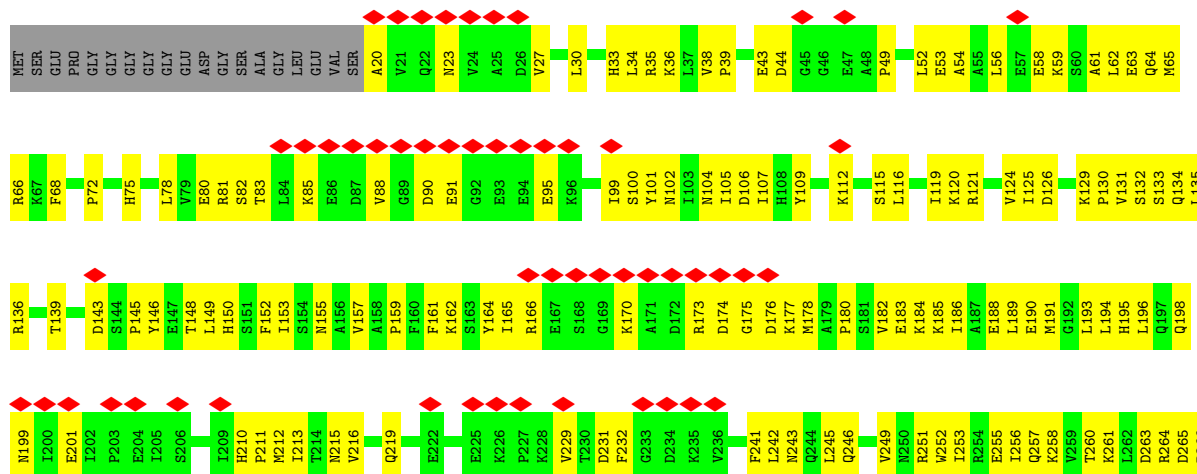 MET SER GLU PRO GLY GLY GLY GLY GLY GLU ASP GLY SER ALA GLY LEU GLU VAL SER A20 V21 Q22 N23 V24 A25 D26 V27 L30 H33 L34 R35 K36 L37 V38 P39 E43 D44 G45 G46 E47 A48 P49 L52 E53 A54 A55 L56 E57 E58 K59 S60 A61 L62 E63 Q64 M65
R66 K67 F68 P72 H75 L78 V79 E80 R81 S82 T83 L84 K85 E86 D87 V88 G89 D90 E91 G92 E93 E94 E95 K96 I99 S100 Y101 N102 I103 N104 I105 D106 I107 H108 Y109 K112 S115 L116 I119 K120 R121 V124 I125 D126 K129 P130 V131 S132 S133 Q134 L135
R136 T139 D143 S144 P145 Y146 E147 T148 L149 H150 S151 F152 I153 S154 N155 A156 V157 A158 P159 F160 F161 K162 S163 Y164 I165 R166 E167 S168 G169 K170 A171 D172 R173 D174 G175 D176 K177 M178 A179 P180 S181 V182 E183 K184 K185 I186 A187 E188 L189 E190 M191 G192 L193 L194 H195 L196 Q197 Q198
N199 I200 E201 I202 P203 E204 I205 S206 I209 H210 P211 M212 I213 T214 N215 V216 Q219 E222 E225 K226 P227 K228 V229 T230 D231 F232 G233 D234 K235 V236 F241 L242 N243 Q244 L245 Q246 V249 N250 R251 W252 I253 R254 E255 I256 Q257 K258 V259 T260 K261 L262 D263 R264 D265